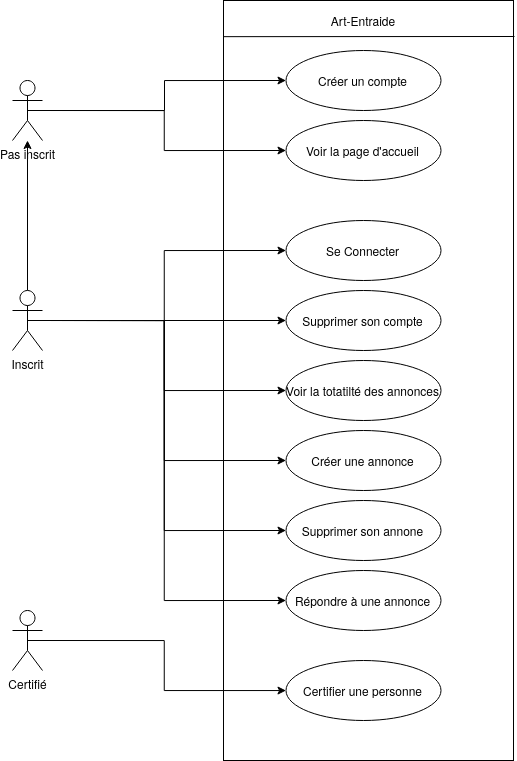 Art-Entraide
Créer un compte
Pas inscrit
Voir la page d'accueil
Se Connecter
Supprimer son compte
Inscrit
Voir la totatilté des annonces
Créer une annonce
Supprimer son annone
Répondre à une annonce
Certifié
Certifier une personne